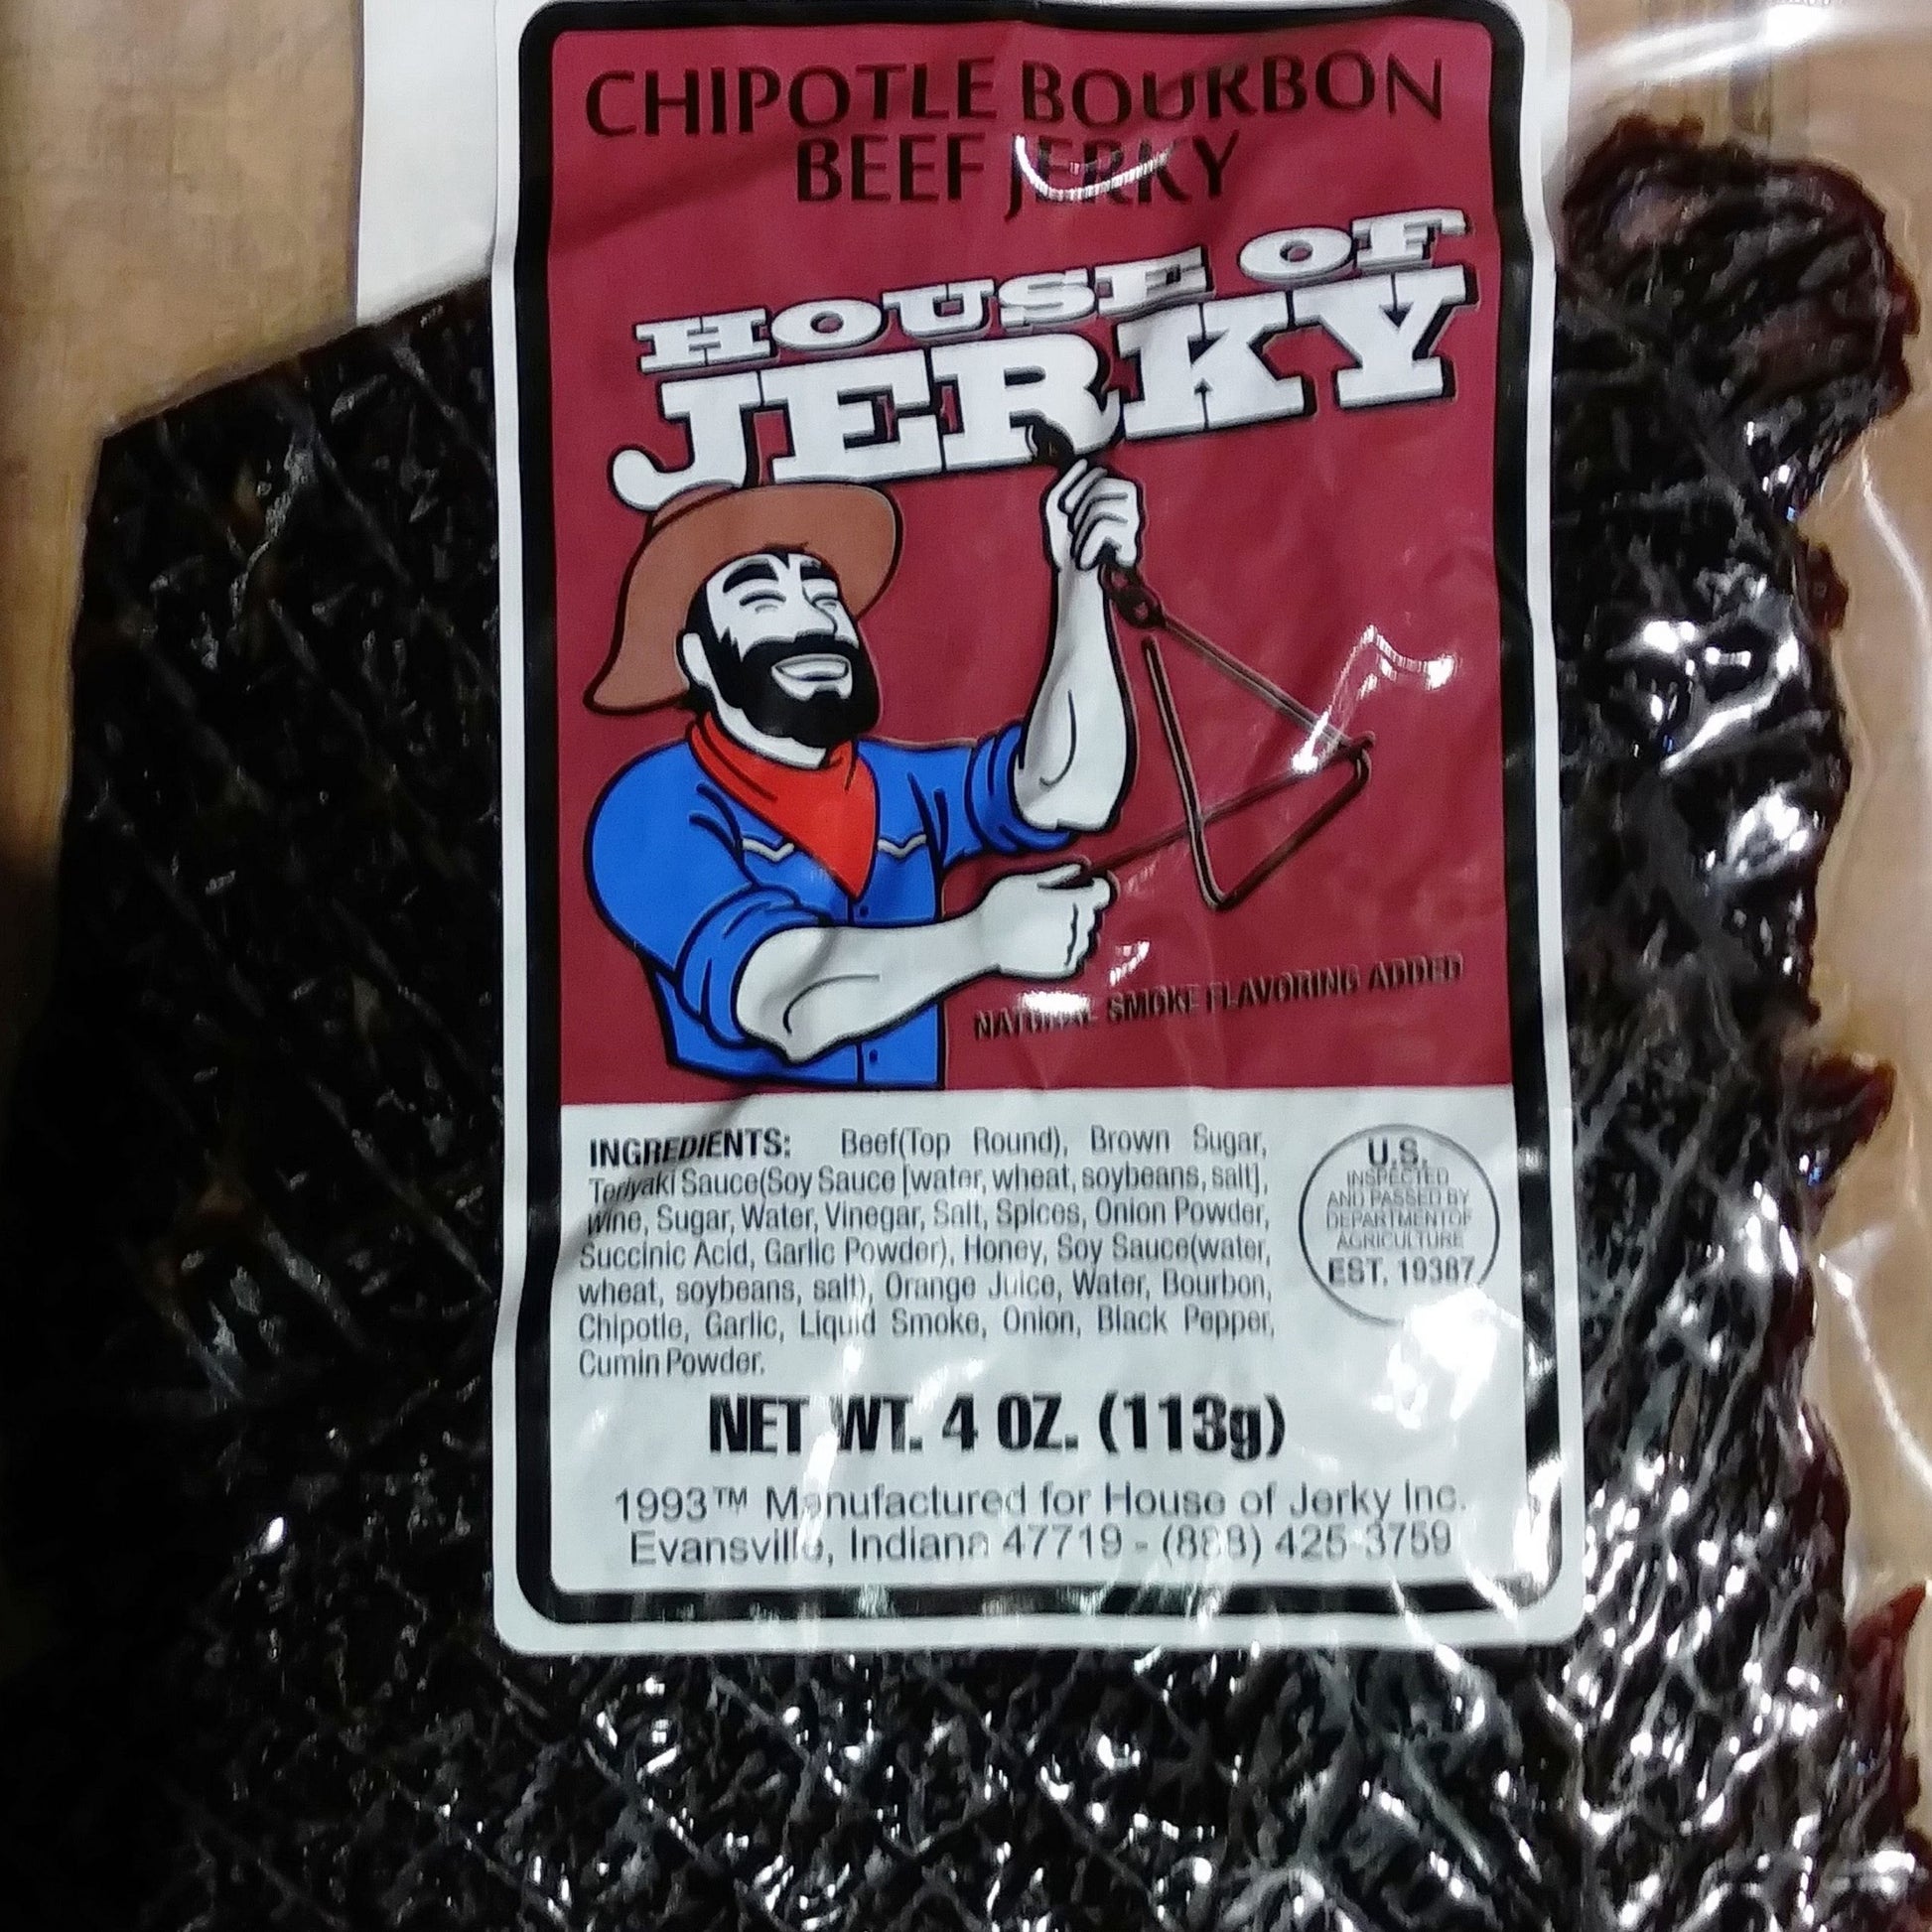 CHIPOTLE BOURBON
BEEF JERKY
HOUSE OF
JERKY
NATURAL SMOKE FLAVORING ADDED
INGREDIENTS: Beef(Top Round), Brown Sugar,
Teriyaki Sauce(Soy Sauce [water, wheat, soybeans, salt],
Wine, Sugar, Water, Vinegar, Salt, Spices, Onion Powder,
Succinic Acid, Garlic Powder), Honey, Soy Sauce(water,
wheat, soybeans, salt), Orange Juice, Water, Bourbon,
Chipotle, Garlic, Liquid Smoke, Onion, Black Pepper,
Cumin Powder.
U.S.
INSPECTED
AND PASSED BY
DEPARTMENT OF
AGRICULTURE
EST. 19387
NET WT. 4 OZ. (113g)
1993™ Manufactured for House of Jerky Inc.
Evansville, Indiana 47719 - (888) 425-3759